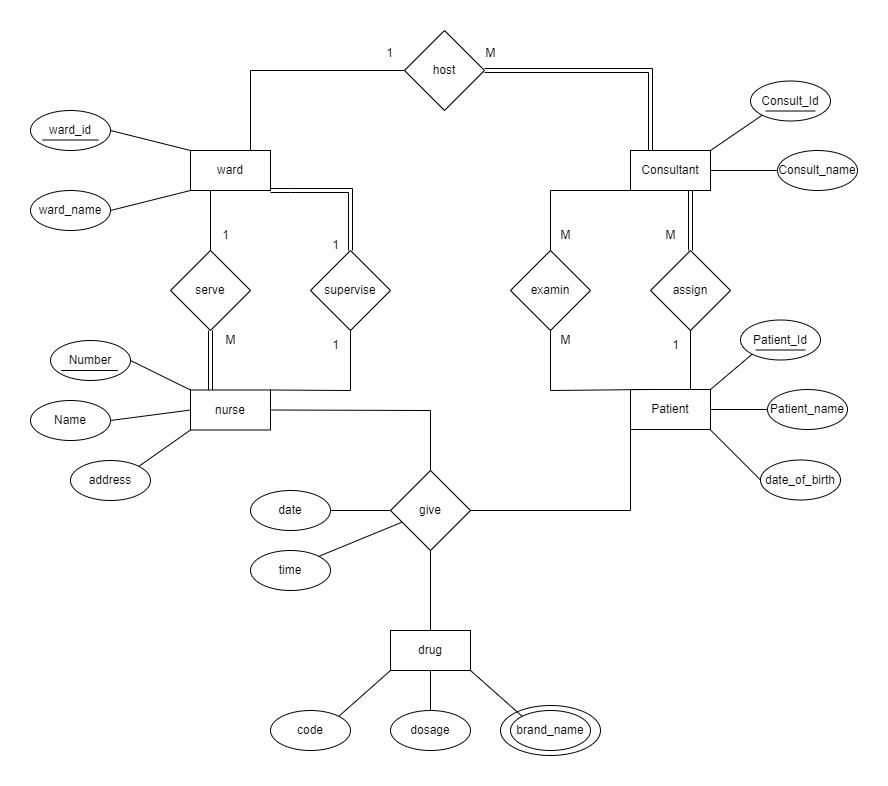 1
M
host
Consult_Id
ward_id
ward
Consultant
Consult_name
ward_name
1
1
M
M
serve
supervise
examin
assign
M
1
M
1
Patient_Id
Number
nurse
Patient
Patient_name
Name
address
date_of_birth
date
give
time
drug
code
dosage
brand_name